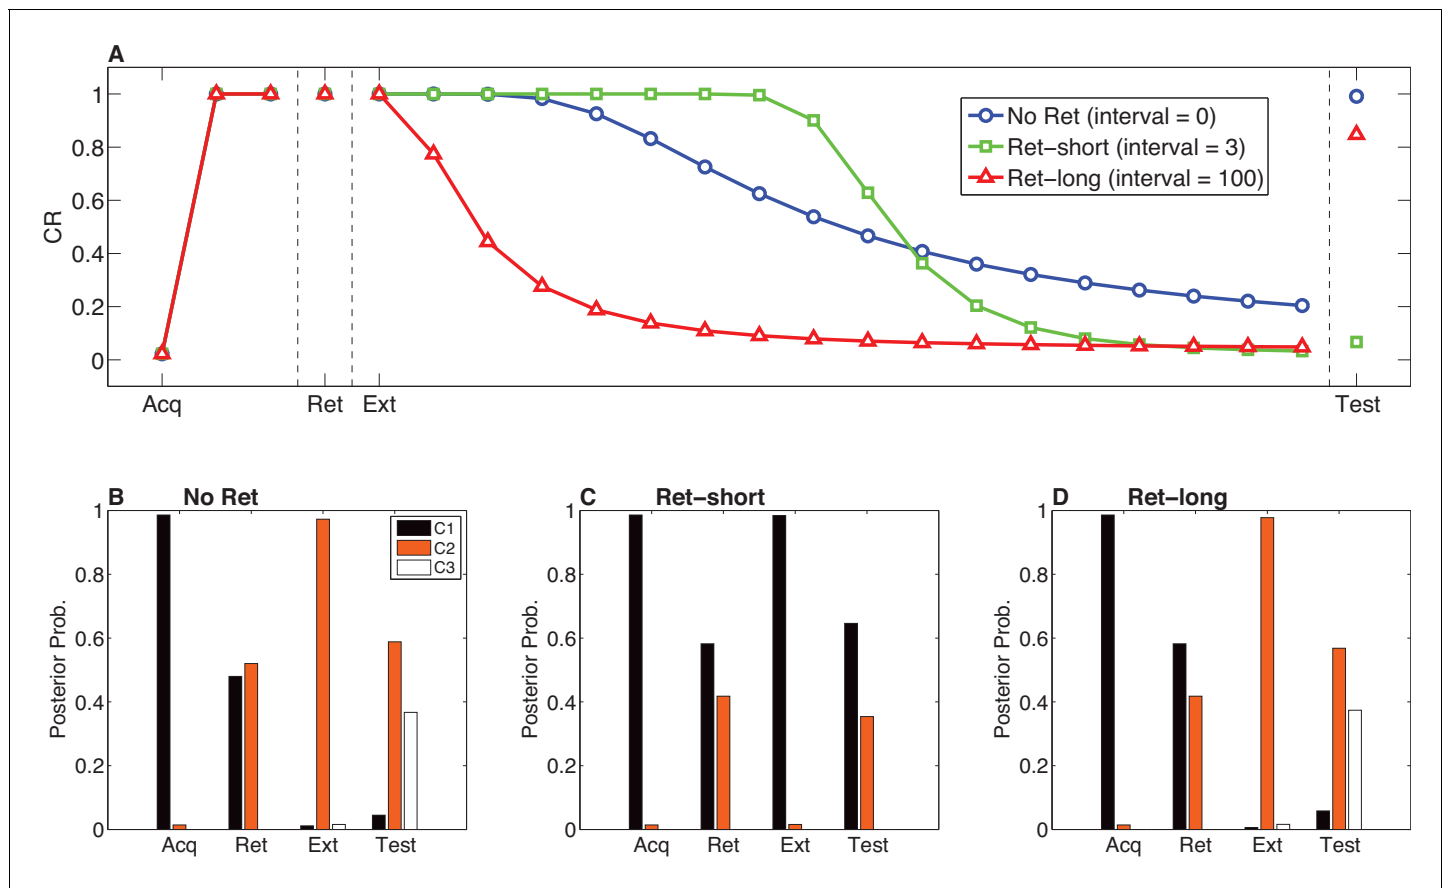 A
1
0.8
0.6
0.4
0.2
0
CR
No Ret (interval = 0)
Ret−short (interval = 3)
Ret−long (interval = 100)
Acq Ret Ext Test
B No Ret
1
0.8
0.6
0.4
0.2
0
Posterior Prob.
C1
C2
C3
Acq Ret Ext Test
C Ret−short
1
0.8
0.6
0.4
0.2
0
Posterior Prob.
Acq Ret Ext Test
D Ret−long
1
0.8
0.6
0.4
0.2
0
Posterior Prob.
Acq Ret Ext Test